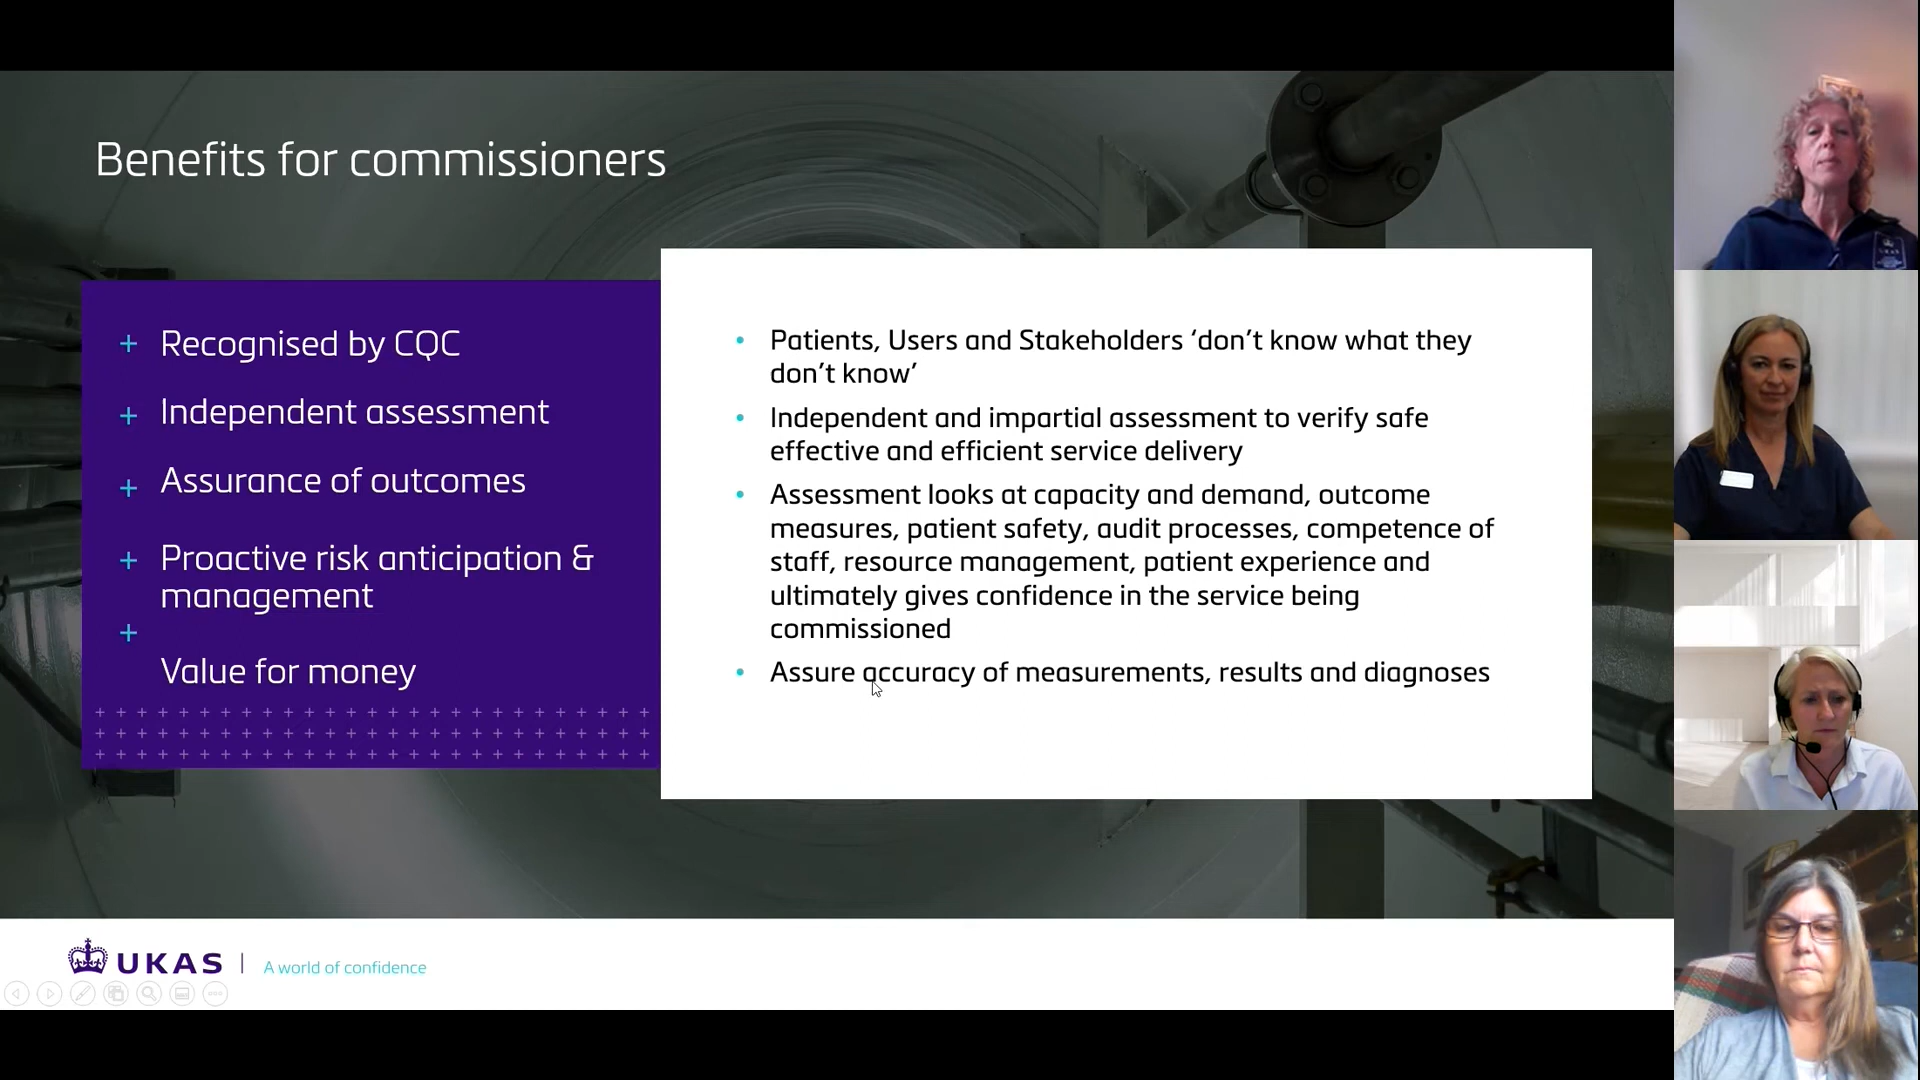 Benefits for commissioners
+ Recognised by CQC
+ Independent assessment
+ Assurance of outcomes
+ Proactive risk anticipation &
management
+
Value for money
• Patients, Users and Stakeholders ‘don’t know what they
don’t know’
• Independent and impartial assessment to verify safe
effective and efficient service delivery
• Assessment looks at capacity and demand, outcome
measures, patient safety, audit processes, competence of
staff, resource management, patient experience and
ultimately gives confidence in the service being
commissioned
• Assure accuracy of measurements, results and diagnoses
UKAS | A world of confidence
UKAS